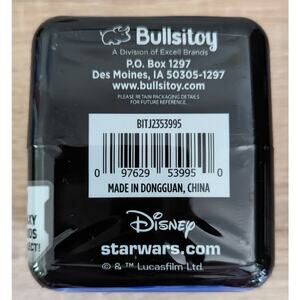 Bullsitoy
A Division of Excell Brands
P.O. Box 1297
Des Moines, IA 50305-1297
www.bullsitoy.com
PLEASE RETAIN PACKAGING DETAILS
FOR FUTURE REFERENCE.
BITJ2353995
0 97629 53995 0
MADE IN DONGGUAN, CHINA
Disney
starwars.com
© & ™ Lucasfilm Ltd.